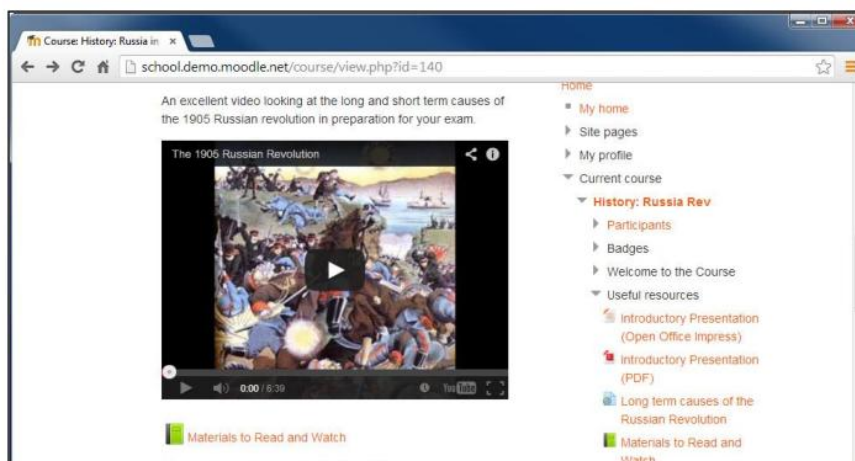 Course: History: Russia in
school.demo.moodle.net/course/view.php?id=140
An excellent video looking at the long and short term causes of
the 1905 Russian revolution in preparation for your exam.
The 1905 Russian Revolution
0:00 / 6:39
YouTube
Materials to Read and Watch
Home
My home
Site pages
My profile
Current course
History: Russia Rev
Participants
Badges
Welcome to the Course
Useful resources
Introductory Presentation
(Open Office Impress)
Introductory Presentation
(PDF)
Long term causes of the
Russian Revolution
Materials to Read and
Watch